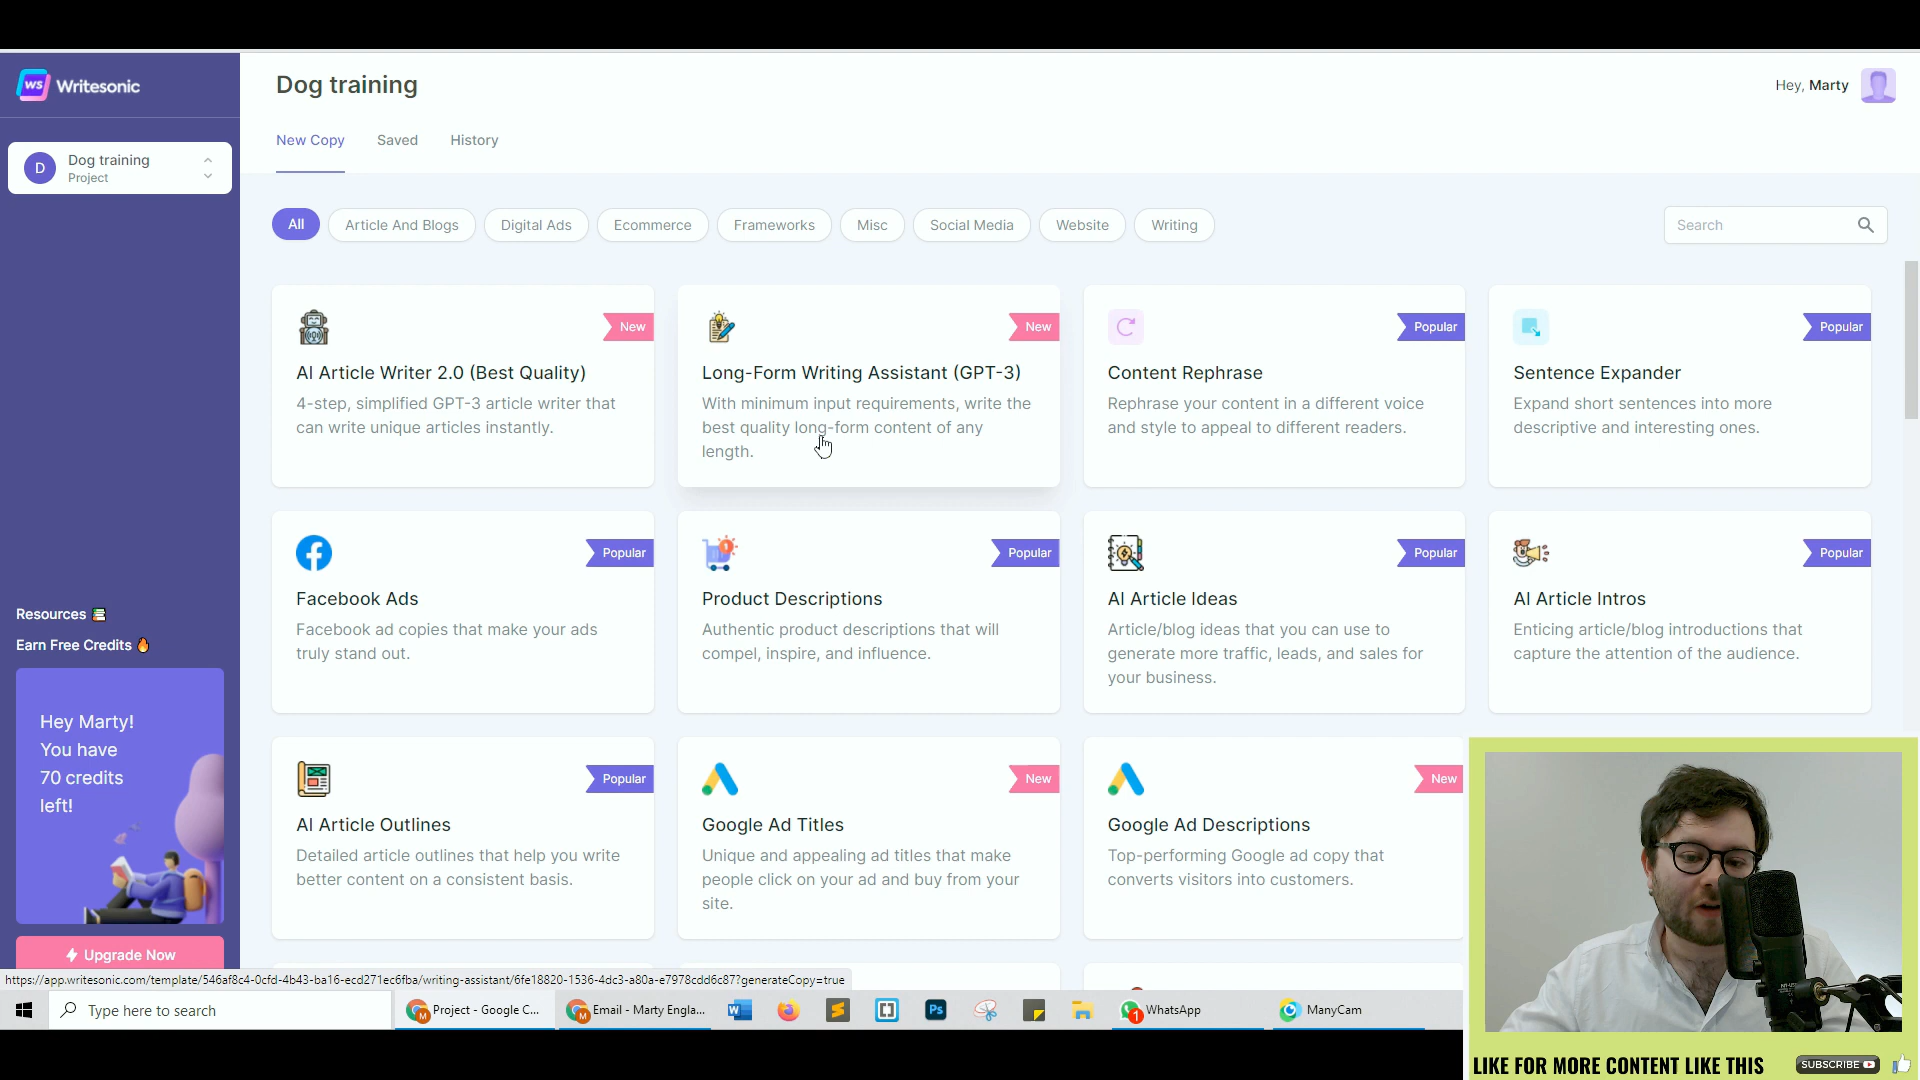 WS Writesonic
Dog training
Hey, Marty
New Copy
Saved
History
D
Dog training
Project
All
Article And Blogs
Digital Ads
Ecommerce
Frameworks
Misc
Social Media
Website
Writing
Search
New
AI Article Writer 2.0 (Best Quality)
4-step, simplified GPT-3 article writer that
can write unique articles instantly.
New
Long-Form Writing Assistant (GPT-3)
With minimum input requirements, write the
best quality long-form content of any
length.
Popular
Content Rephrase
Rephrase your content in a different voice
and style to appeal to different readers.
Popular
Sentence Expander
Expand short sentences into more
descriptive and interesting ones.
Popular
Facebook Ads
Facebook ad copies that make your ads
truly stand out.
Popular
Product Descriptions
Authentic product descriptions that will
compel, inspire, and influence.
Popular
AI Article Ideas
Article/blog ideas that you can use to
generate more traffic, leads, and sales for
your business.
Popular
AI Article Intros
Enticing article/blog introductions that
capture the attention of the audience.
Resources
Earn Free Credits
Hey Marty!
You have
70 credits
left!
Upgrade Now
Popular
AI Article Outlines
Detailed article outlines that help you write
better content on a consistent basis.
New
Google Ad Titles
Unique and appealing ad titles that make
people click on your ad and buy from your
site.
New
Google Ad Descriptions
Top-performing Google ad copy that
converts visitors into customers.
https://app.writesonic.com/template/546af8c4-0cfd-4b43-ba16-ecd271ec6fba/writing-assistant/6fe18820-1536-4dc3-a80a-e7978cdd6c87?generateCopy=true
Type here to search
M
Project - Google C...
M
Email - Marty Engla...
W
S
Ps
1
WhatsApp
ManyCam
LIKE FOR MORE CONTENT LIKE THIS
SUBSCRIBE